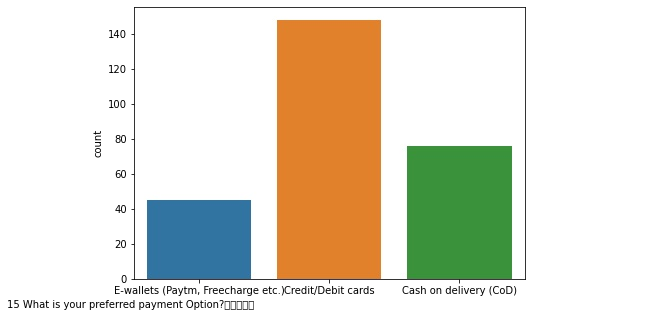 140
120
100
80
60
40
20
0
count
E-wallets (Paytm, Freecharge etc.)
Credit/Debit cards
Cash on delivery (CoD)
15 What is your preferred payment Option?